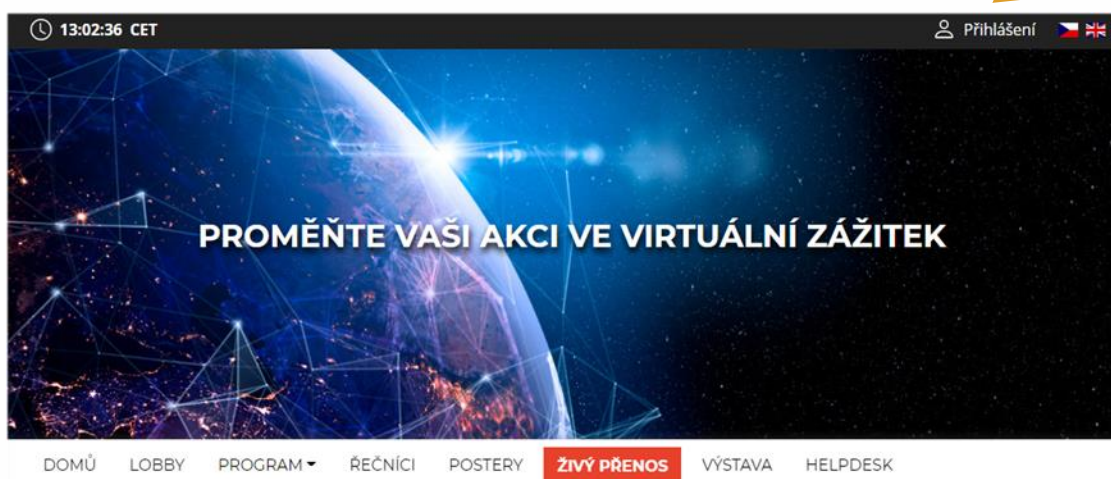 13:02:36 CET Přihlášení
PROMĚŇTE VAŠI AKCI VE VIRTUÁLNÍ ZÁŽITEK
DOMŮ LOBBY PROGRAM ŘEČNÍCI POSTERY ŽIVÝ PŘENOS VÝSTAVA HELPDESK